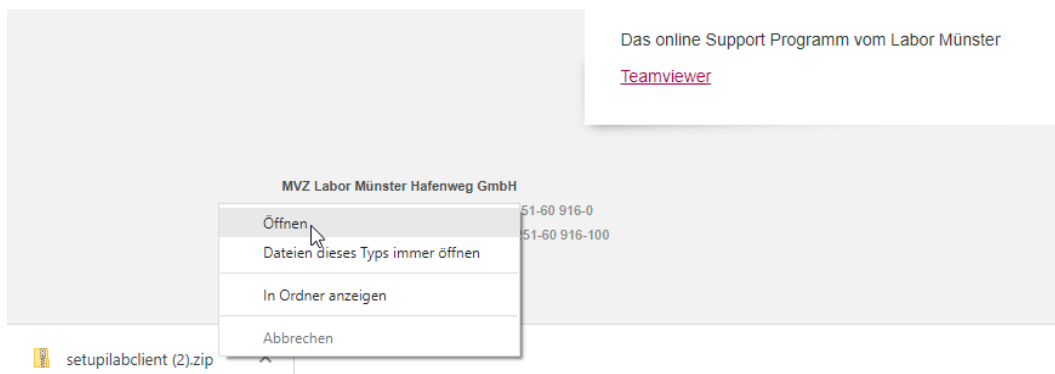 Das online Support Programm vom Labor Münster
Teamviewer
MVZ Labor Münster Hafenweg GmbH
51-60 916-0
251-60 916-100
Öffnen
Dateien dieses Typs immer öffnen
In Ordner anzeigen
Abbrechen
setupilabclient (2).zip